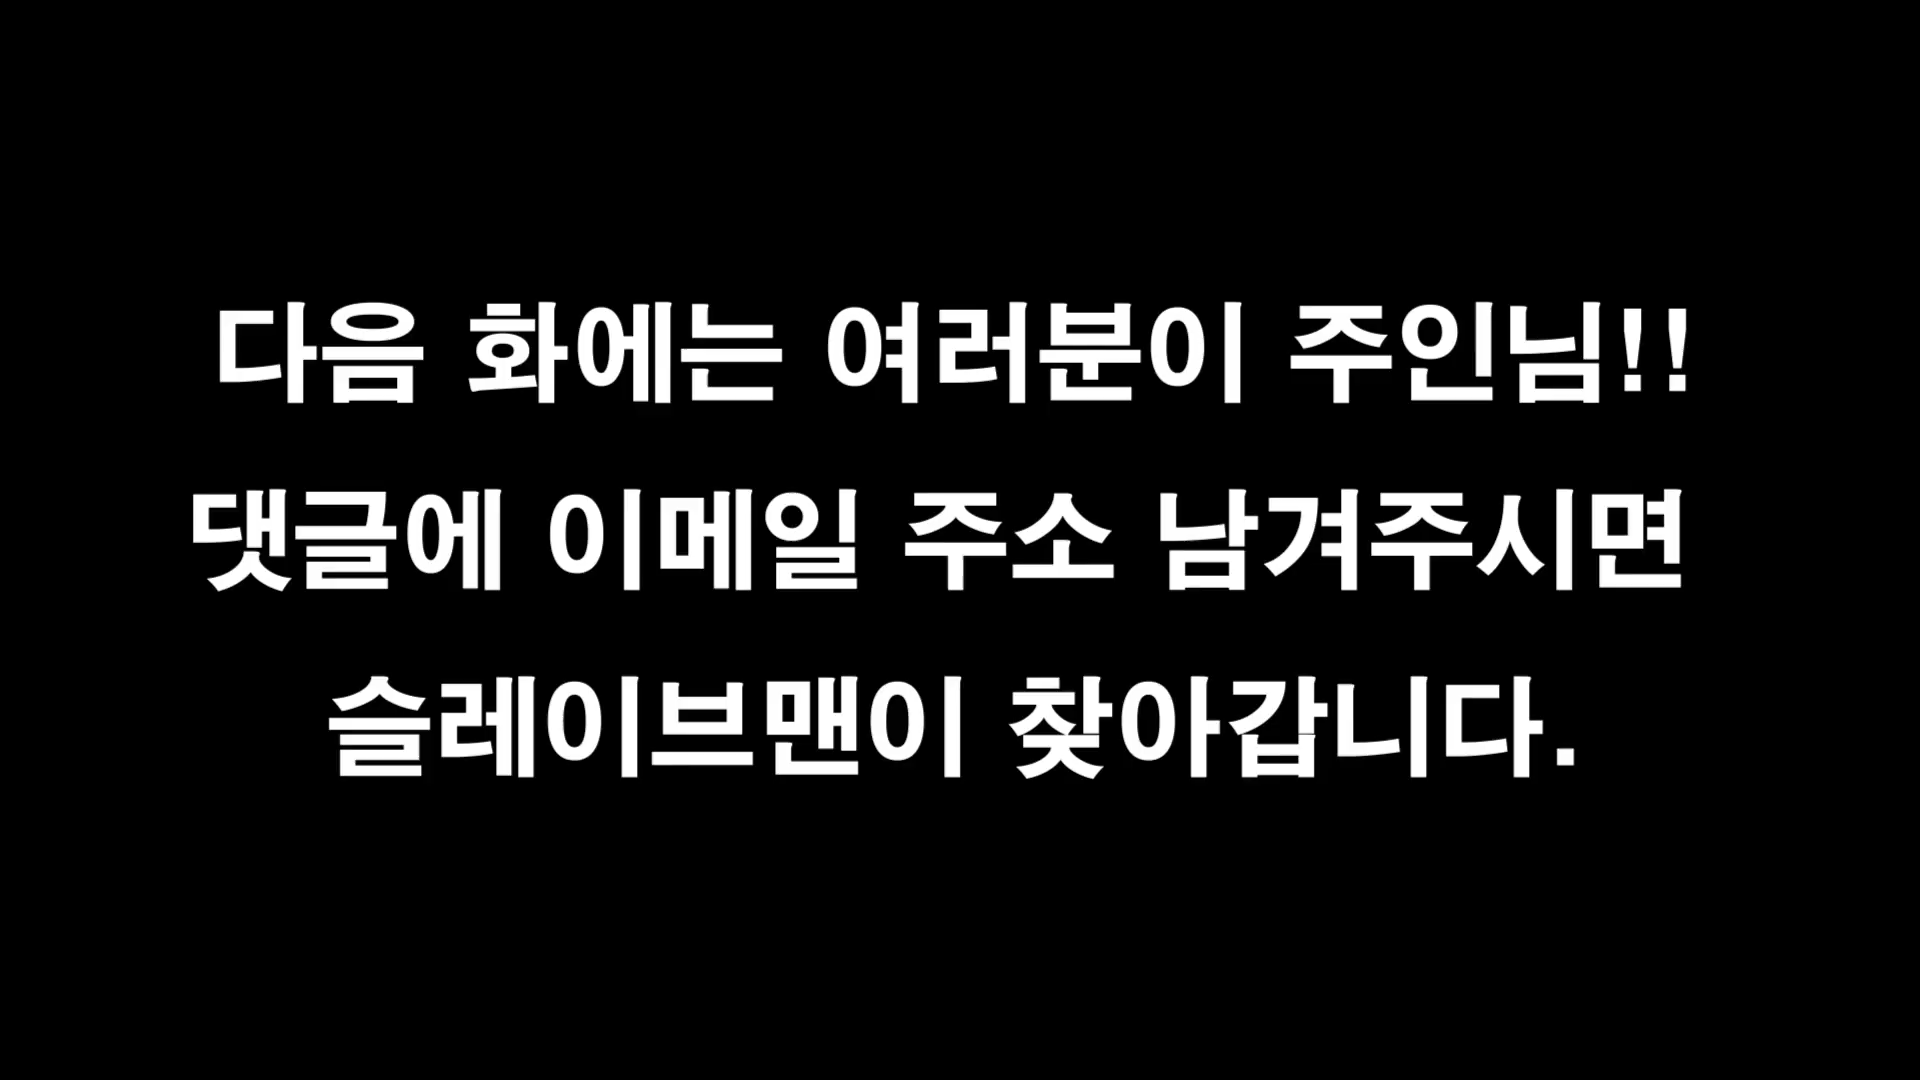 다음 화에는 여러분이 주인님!!
댓글에 이메일 주소 남겨주시면
슬레이브맨이 찾아갑니다.